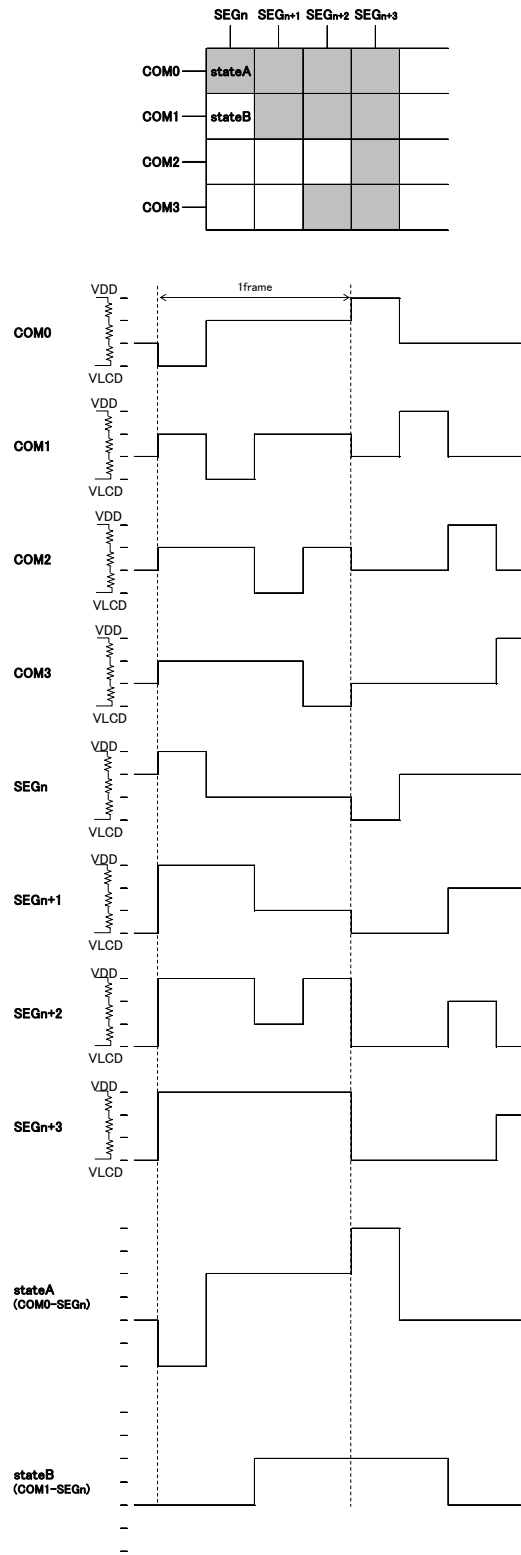 SEGn SEGn+1 SEGn+2 SEGn+3
COM0 stateA
COM1 stateB
COM2
COM3
1frame
VDD
COM0
VLCD
VDD
COM1
VLCD
VDD
COM2
VLCD
VDD
COM3
VLCD
VDD
SEGn
VLCD
VDD
SEGn+1
VLCD
VDD
SEGn+2
VLCD
VDD
SEGn+3
VLCD
stateA
(COM0-SEGn)
stateB
(COM1-SEGn)